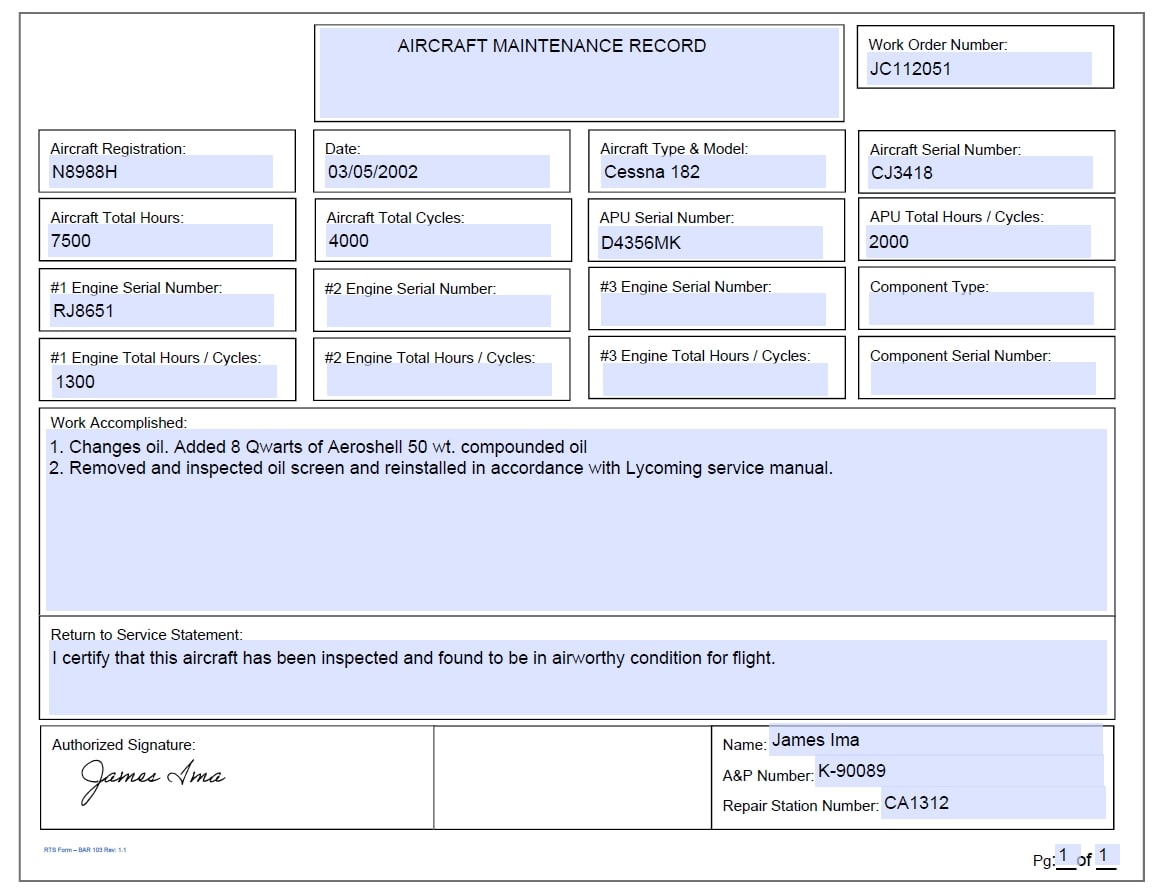 AIRCRAFT MAINTENANCE RECORD
Work Order Number:
JC112051
Aircraft Registration:
N8988H
Date:
03/05/2002
Aircraft Type & Model:
Cessna 182
Aircraft Serial Number:
CJ3418
Aircraft Total Hours:
7500
Aircraft Total Cycles:
4000
APU Serial Number:
D4356MK
APU Total Hours / Cycles:
2000
#1 Engine Serial Number:
RJ8651
#2 Engine Serial Number:
#3 Engine Serial Number:
Component Type:
#1 Engine Total Hours / Cycles:
1300
#2 Engine Total Hours / Cycles:
#3 Engine Total Hours / Cycles:
Component Serial Number:
Work Accomplished:
1. Changes oil. Added 8 Qwarts of Aeroshell 50 wt. compounded oil
2. Removed and inspected oil screen and reinstalled in accordance with Lycoming service manual.
Return to Service Statement:
I certify that this aircraft has been inspected and found to be in airworthy condition for flight.
Authorized Signature:
James Ima
Name: James Ima
A&P Number: K-90089
Repair Station Number: CA1312
RTS Form – BAR 103 Rev: 1.1
Pg: 1 of 1